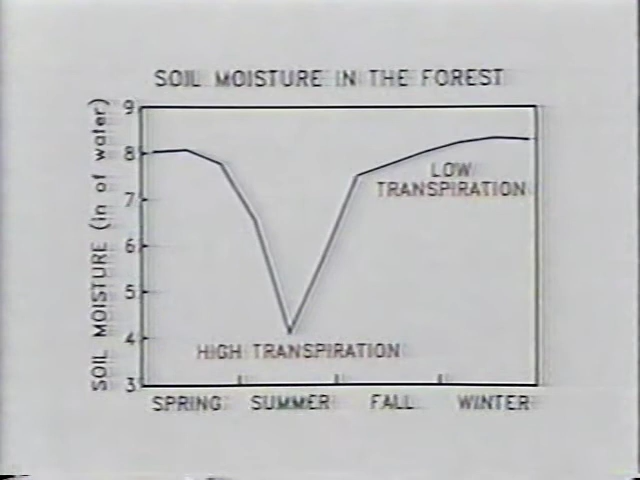 SOIL MOISTURE IN THE FOREST
SOIL MOISTURE (in of water)
9
8
7
6
5
4
3
LOW
TRANSPIRATION
HIGH TRANSPIRATION
SPRING SUMMER FALL WINTER